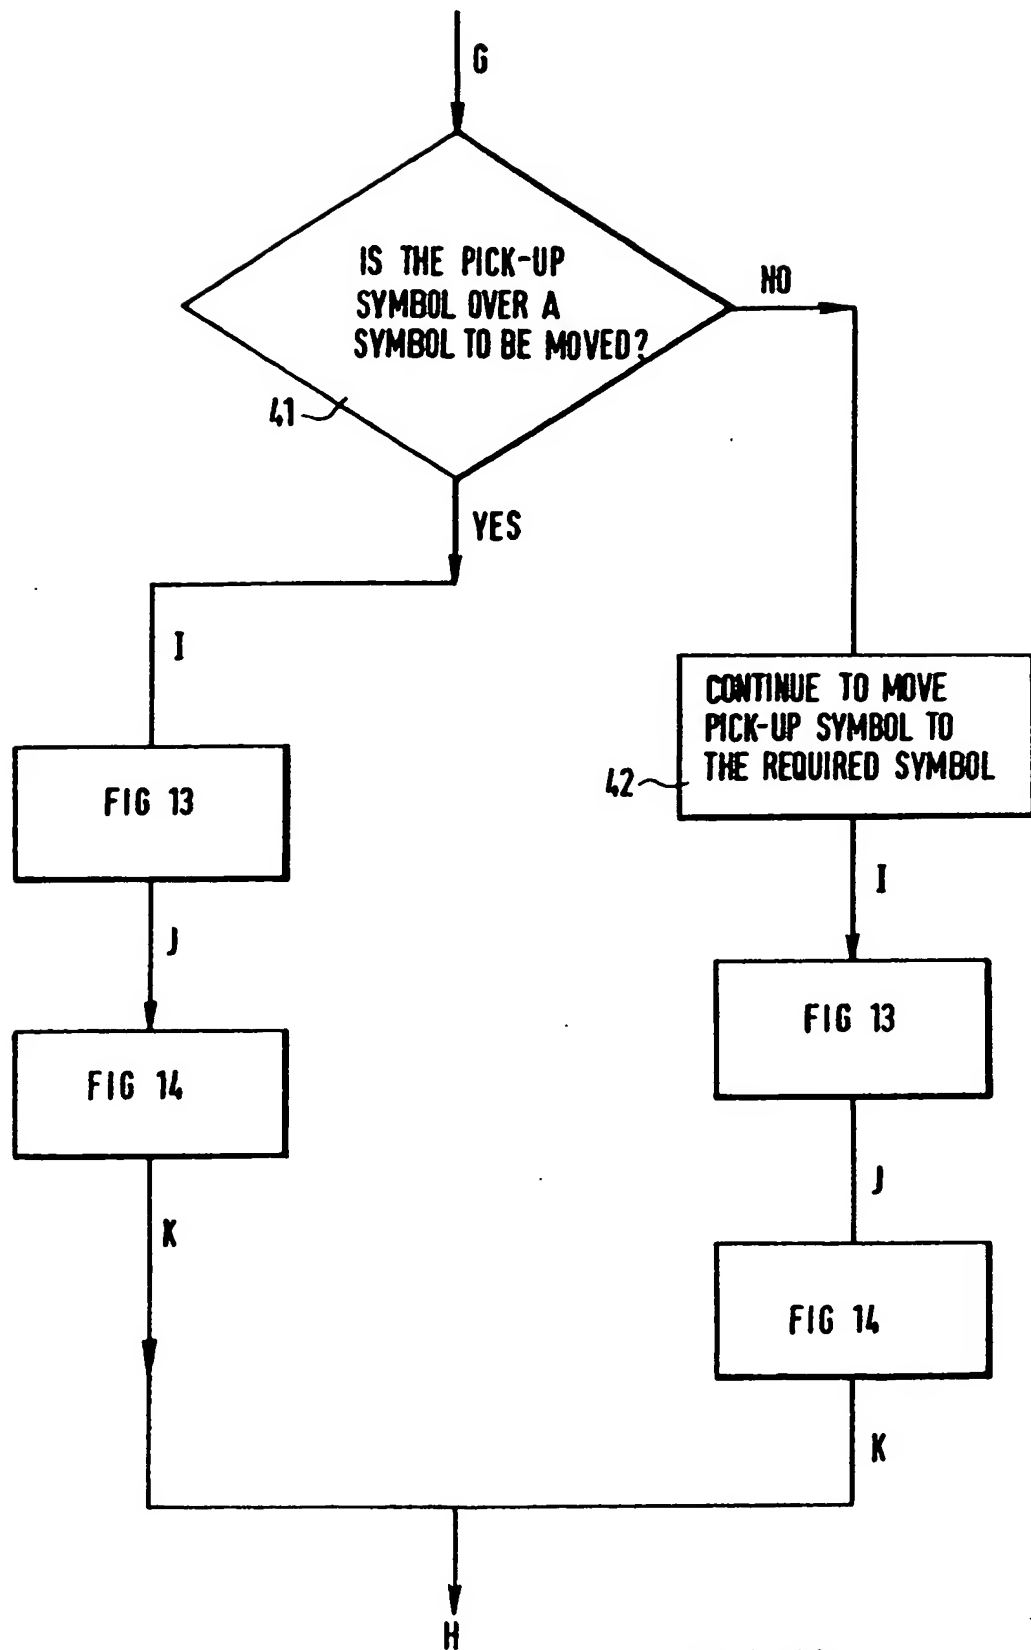 G
IS THE PICK-UP
SYMBOL OVER A
SYMBOL TO BE MOVED?
NO
41
YES
I
CONTINUE TO MOVE
PICK-UP SYMBOL TO
THE REQUIRED SYMBOL
42
FIG 13
I
J
FIG 13
FIG 14
J
K
FIG 14
K
H